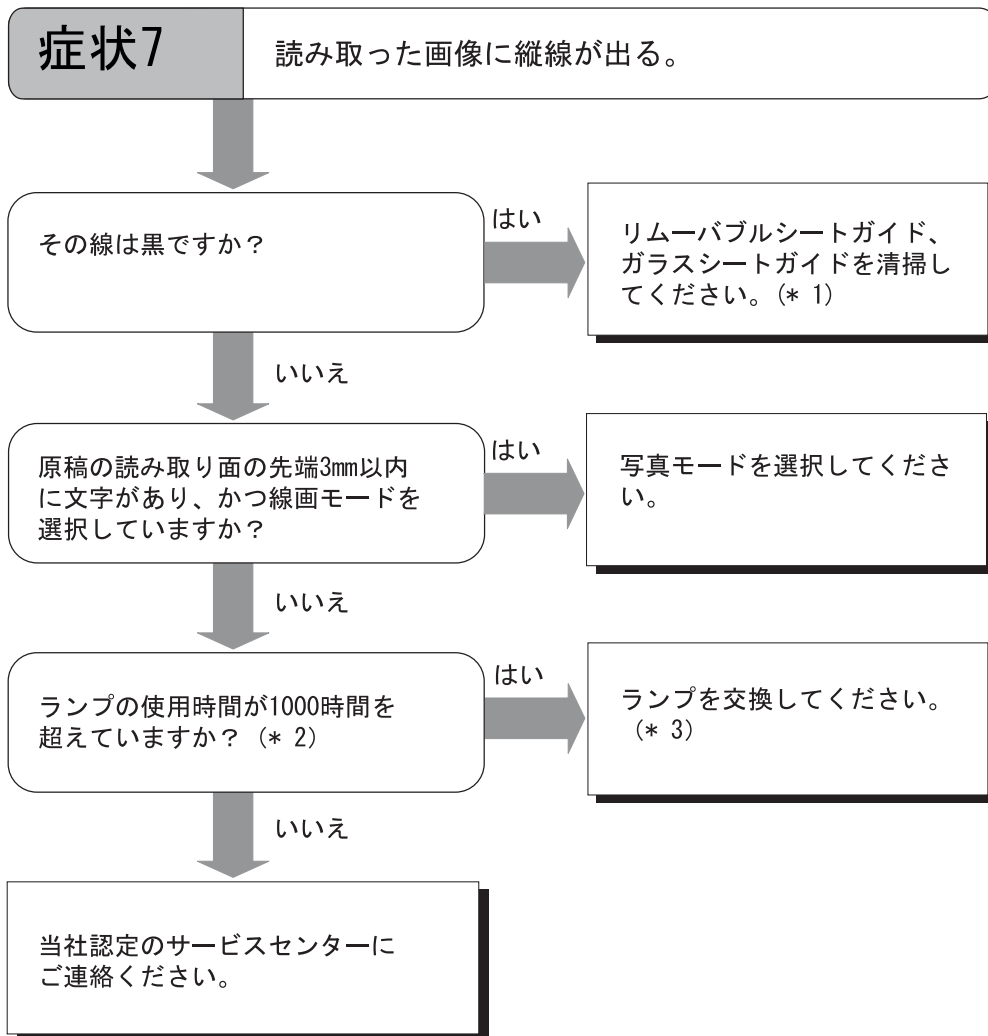 症状7
読み取った画像に縦線が出る。
その線は黒ですか？
はい
リムーバブルシートガイド、
ガラスシートガイドを清掃し
てください。(* 1)
いいえ
原稿の読み取り面の先端3mm以内
に文字があり、かつ線画モードを
選択していますか？
はい
写真モードを選択してくださ
い。
いいえ
ランプの使用時間が1000時間を
超えていますか？ (* 2)
はい
ランプを交換してください。
(* 3)
いいえ
当社認定のサービスセンターに
ご連絡ください。